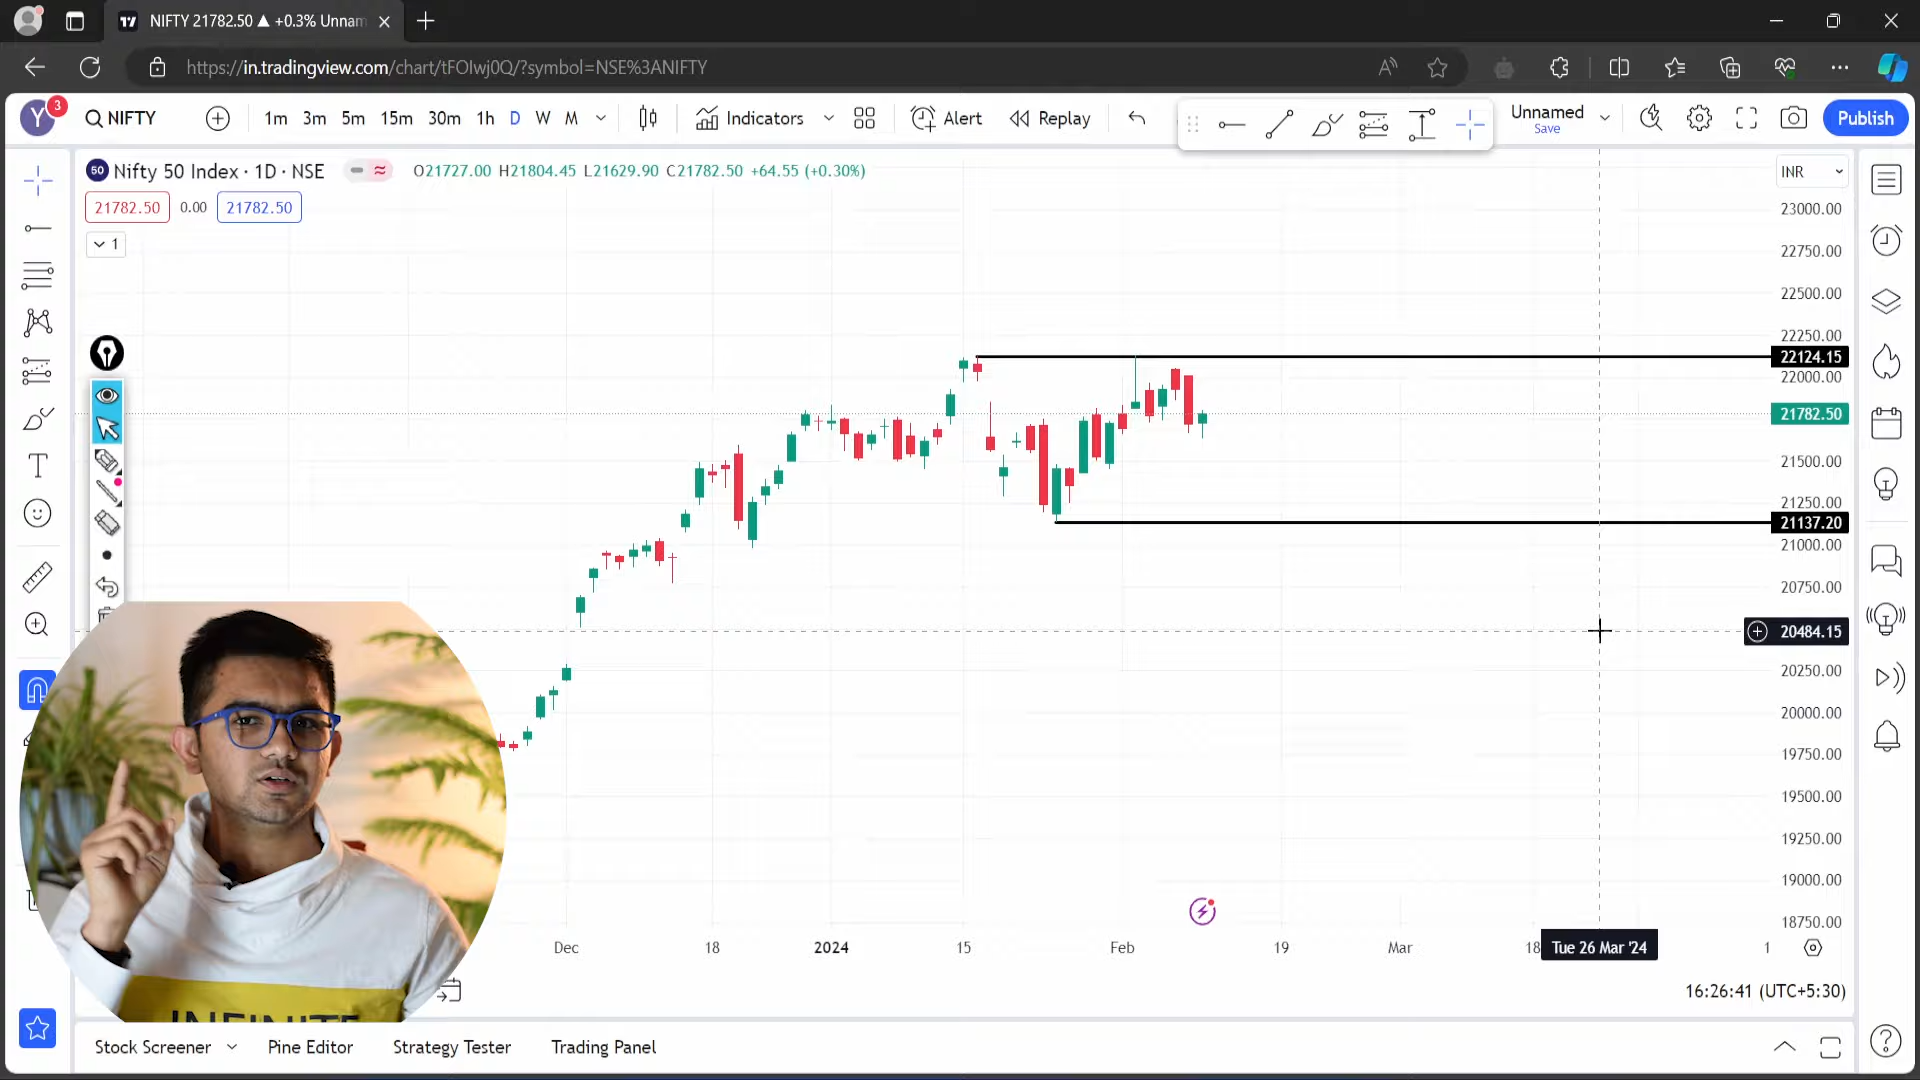 NIFTY 21782.50 ▲ +0.3% Unnam
https://in.tradingview.com/chart/tFOIwj0Q/?symbol=NSE%3ANIFTY
Y
3
NIFTY
1m 3m 5m 15m 30m 1h D W M
Indicators
Alert
Replay
Unnamed
Save
Publish
50
Nifty 50 Index · 1D · NSE
O21727.00 H21804.45 L21629.90 C21782.50 +64.55 (+0.30%)
INR
21782.50 0.00 21782.50
1
23000.00
22750.00
22500.00
22250.00
22124.15
22000.00
21782.50
21500.00
21250.00
21137.20
21000.00
20750.00
20484.15
20250.00
20000.00
19750.00
19500.00
19250.00
19000.00
18750.00
Dec 18 2024 15 Feb 19 Mar 18 Tue 26 Mar '24 1
16:26:41 (UTC+5:30)
INFINITE
Stock Screener Pine Editor Strategy Tester Trading Panel